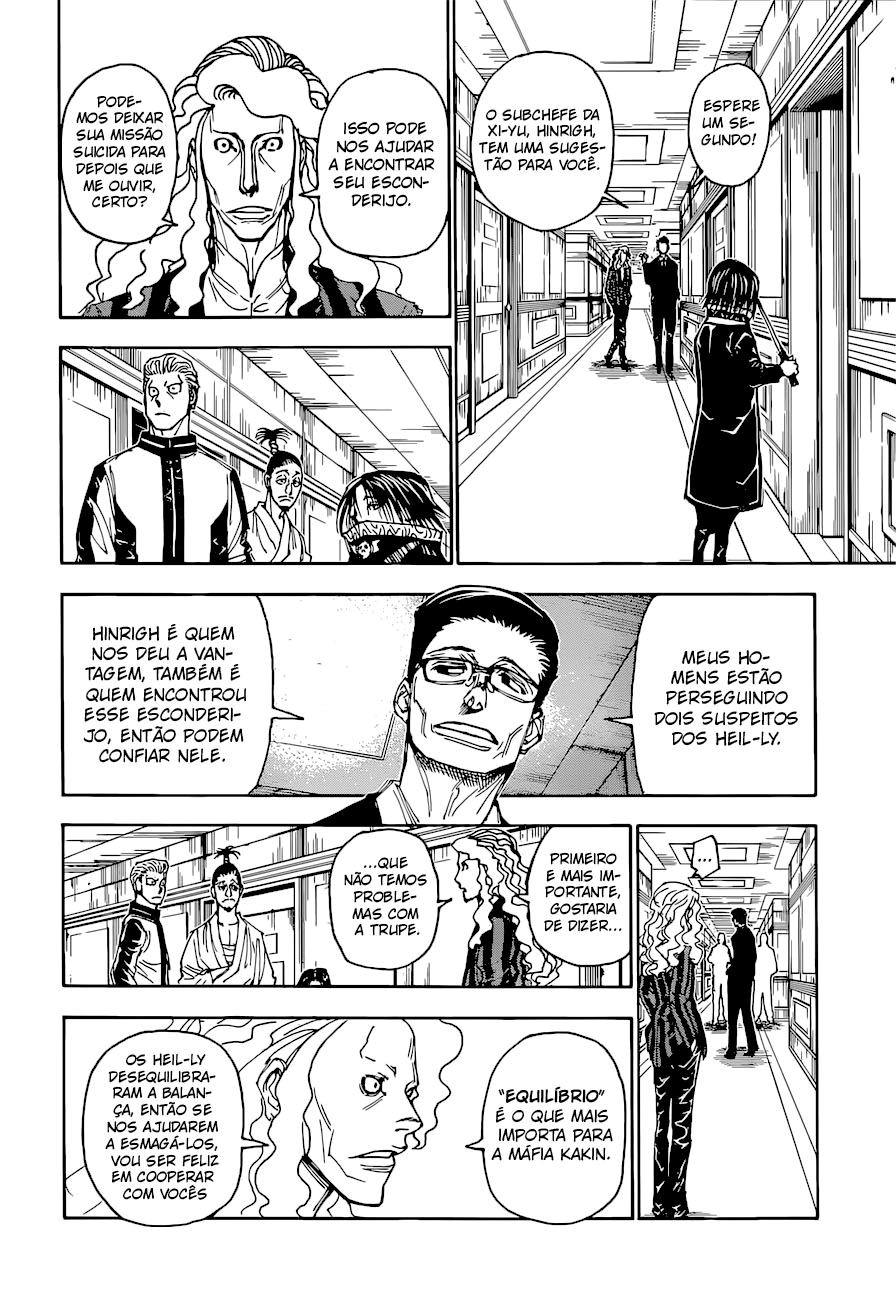 ESPERE
UM SE-
GUNDO!
O SUBCHEFE DA
XI-YU, HINRIGH,
TEM UMA SUGES-
TÃO PARA VOCÊ.
ISSO PODE
NOS AJUDAR
A ENCONTRAR
SEU ESCON-
DERIJO.
PODE-
MOS DEIXAR
SUA MISSÃO
SUICIDA PARA
DEPOIS QUE
ME OUVIR,
CERTO?
MEUS HO-
MENS ESTÃO
PERSEGUINDO
DOIS SUSPEITOS
DOS HEIL-LY.
HINRIGH É QUEM
NOS DEU A VAN-
TAGEM, TAMBÉM É
QUEM ENCONTROU
ESSE ESCONDERI-
JO, ENTÃO PODEM
CONFIAR NELE.
...
PRIMEIRO
E MAIS IM-
PORTANTE,
GOSTARIA
DE DIZER...
...QUE
NÃO TEMOS
PROBLE-
MAS COM
A TRUPE.
"EQUILÍBRIO"
É O QUE MAIS
IMPORTA PARA
A MÁFIA KAKIN.
OS HEIL-LY
DESEQUILIBRA-
RAM A BALAN-
ÇA, ENTÃO SE
NOS AJUDAREM
A ESMAGÁ-LOS,
VOU SER FELIZ
EM COOPERAR
COM VOCÊS